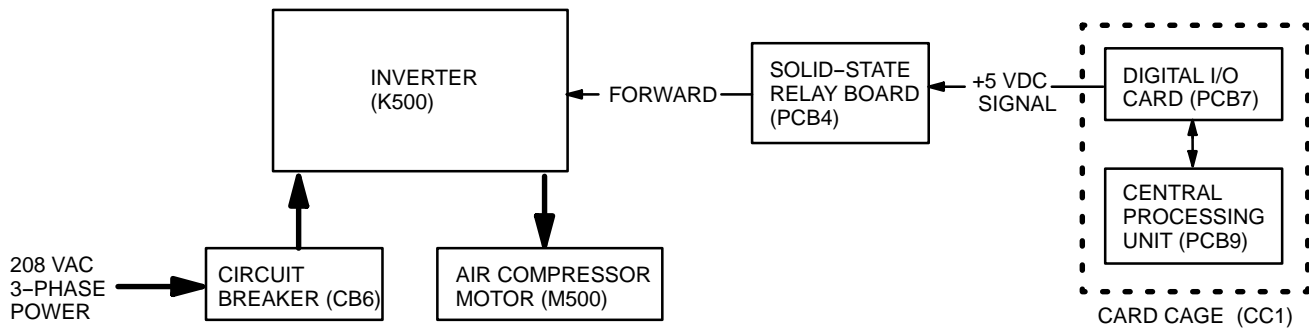 INVERTER
(K500)
FORWARD
SOLID–STATE
RELAY BOARD
(PCB4)
+5 VDC
SIGNAL
DIGITAL I/O
CARD (PCB7)
CENTRAL
PROCESSING
UNIT (PCB9)
208 VAC
3–PHASE
POWER
CIRCUIT
BREAKER (CB6)
AIR COMPRESSOR
MOTOR (M500)
CARD CAGE (CC1)